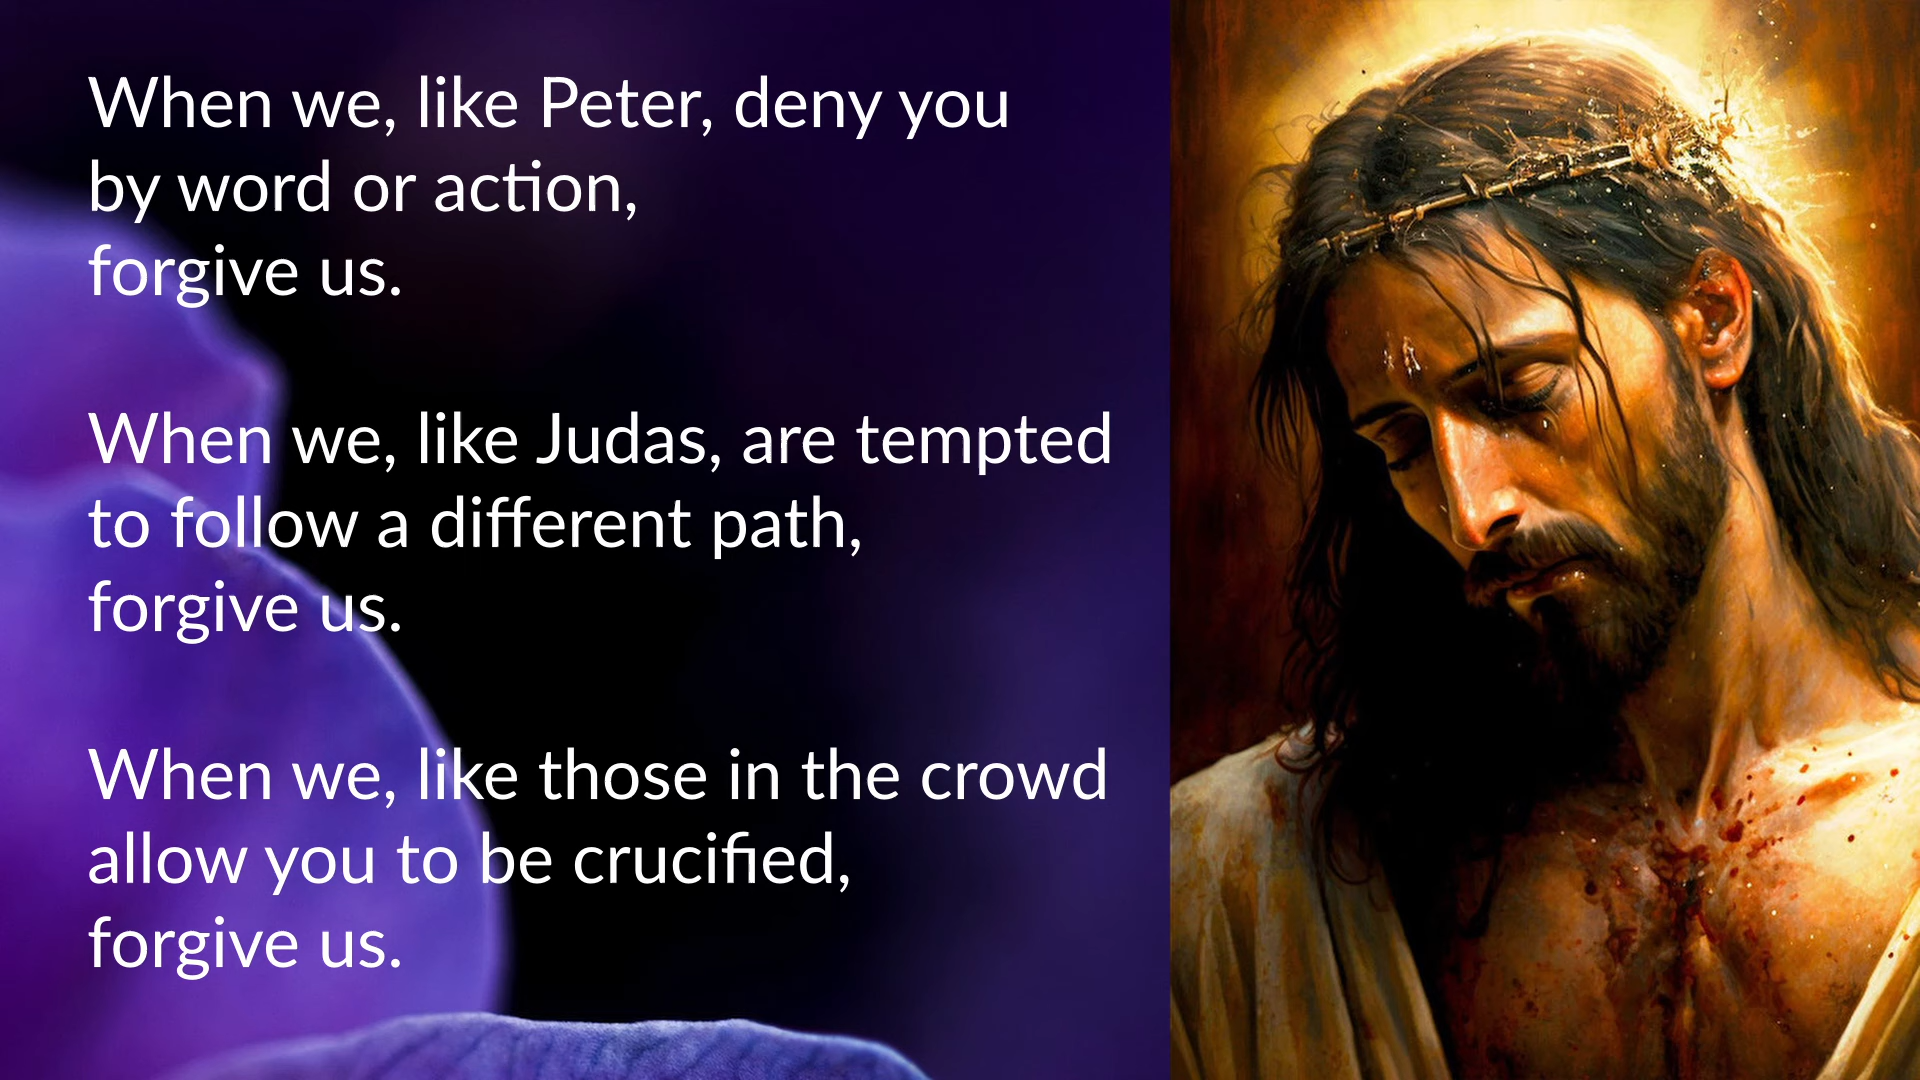 When we, like Peter, deny you
by word or action,
forgive us.
When we, like Judas, are tempted
to follow a different path,
forgive us.
When we, like those in the crowd
allow you to be crucified,
forgive us.